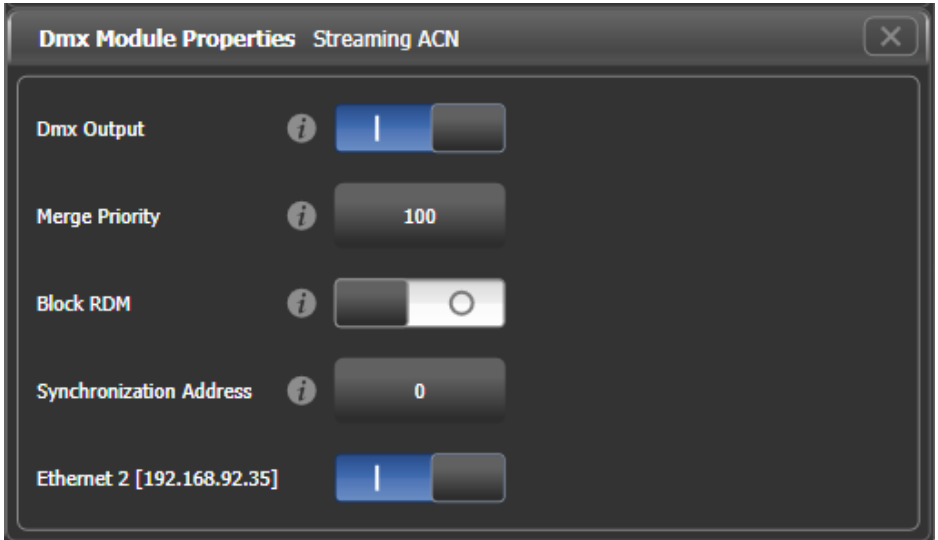 Dmx Module Properties Streaming ACN
Dmx Output
Merge Priority 100
Block RDM
Synchronization Address 0
Ethernet 2 [192.168.92.35]